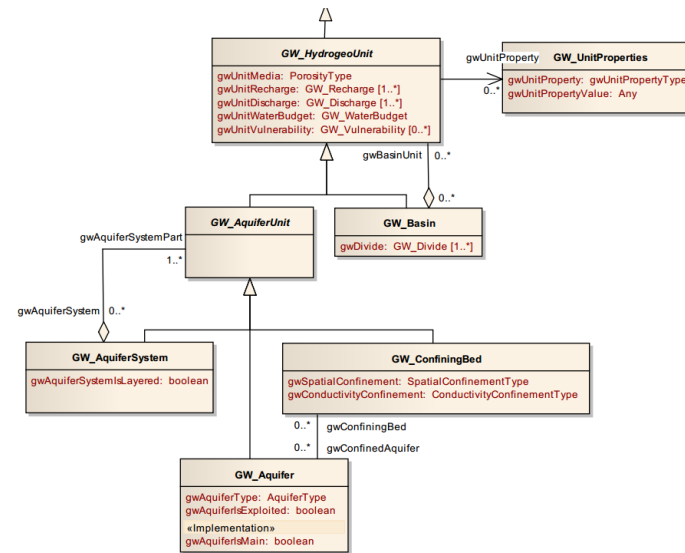 GW_HydrogeoUnit
gwUnitMedia: PorosityType
gwUnitRecharge: GW_Recharge [1..*]
gwUnitDischarge: GW_Discharge [1..*]
gwUnitWaterBudget: GW_WaterBudget
gwUnitVulnerability: GW_Vulnerability [0..*]
gwUnitProperty
0..*
GW_UnitProperties
gwUnitProperty: gwUnitPropertyType
gwUnitPropertyValue: Any
gwBasinUnit 0..*
0..*
GW_AquiferUnit
GW_Basin
gwDivide: GW_Divide [1..*]
gwAquiferSystemPart
1..*
gwAquiferSystem 0..*
GW_AquiferSystem
gwAquiferSystemIsLayered: boolean
GW_ConfiningBed
gwSpatialConfinement: SpatialConfinementType
gwConductivityConfinement: ConductivityConfinementType
0..* gwConfiningBed
0..* gwConfinedAquifer
GW_Aquifer
gwAquiferType: AquiferType
gwAquiferIsExploited: boolean
«Implementation»
gwAquiferIsMain: boolean